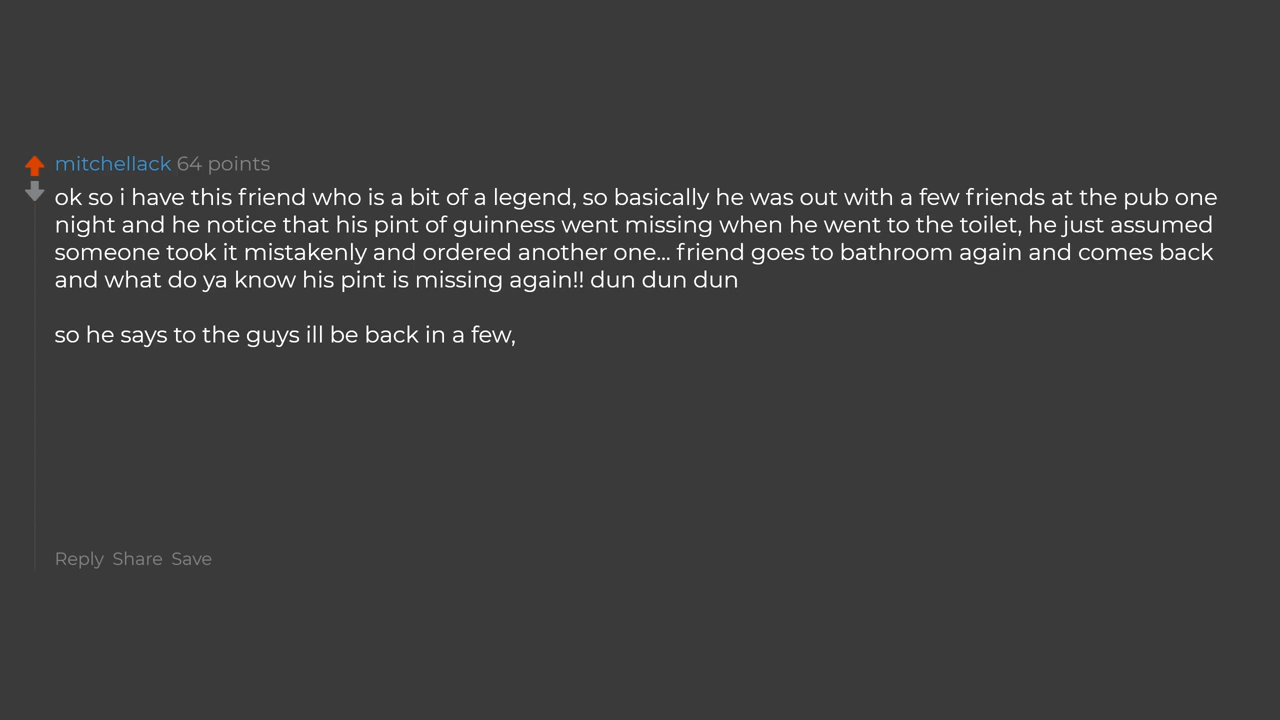 mitchellack 64 points
ok so i have this friend who is a bit of a legend, so basically he was out with a few friends at the pub one
night and he notice that his pint of guinness went missing when he went to the toilet, he just assumed
someone took it mistakenly and ordered another one... friend goes to bathroom again and comes back
and what do ya know his pint is missing again!! dun dun dun
so he says to the guys ill be back in a few,
Reply Share Save